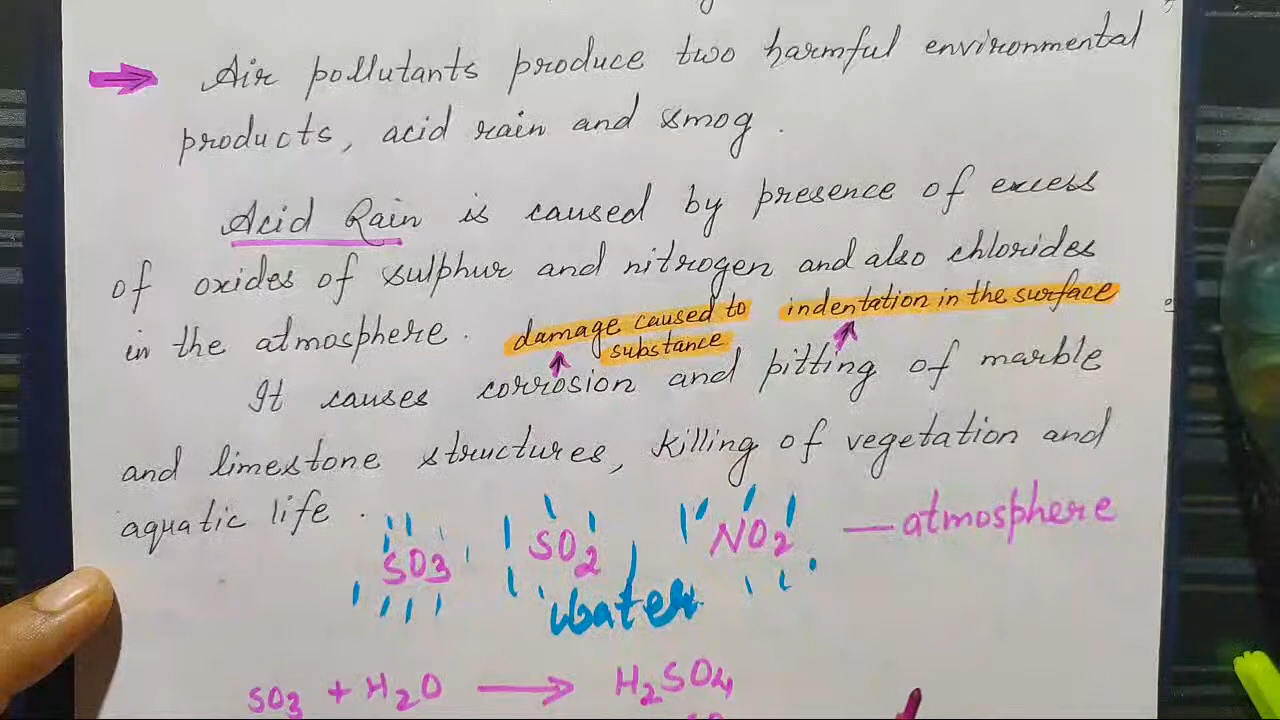 Air pollutants produce two harmful environmental
products, acid rain and smog.
Acid Rain is caused by presence of excess
of oxides of sulphur and nitrogen and also chlorides
in the atmosphere.
damage caused to
substance
indentation in the surface
It causes corrosion and pitting of marble
and limestone structures, killing of vegetation and
aquatic life.
SO3 SO2 NO2 — atmosphere
water
SO3 + H2O → H2SO4